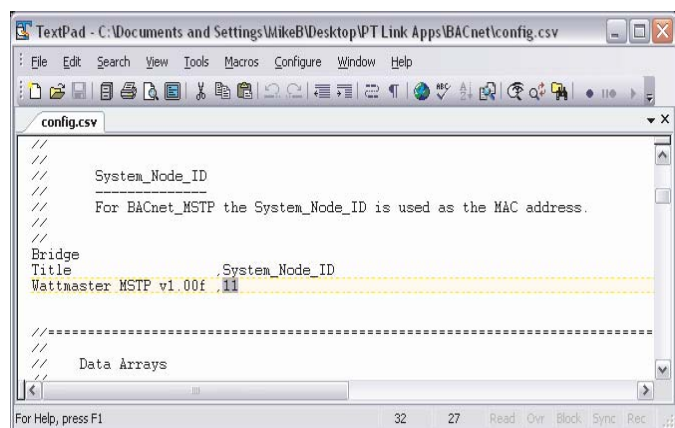 TextPad - C:\Documents and Settings\MikeB\Desktop\PT Link Apps\BACnet\config.csv
File Edit Search View Tools Macros Configure Window Help
config.csv
//
//
// System_Node_ID
// --------------
// For BACnet_MSTP the System_Node_ID is used as the MAC address.
//
//
Bridge
Title ,System_Node_ID
Wattmaster MSTP v1.00f ,11
//==========================================================================
//
// Data Arrays
//
For Help, press F1 32 27 Read Ovr Block Sync Rec